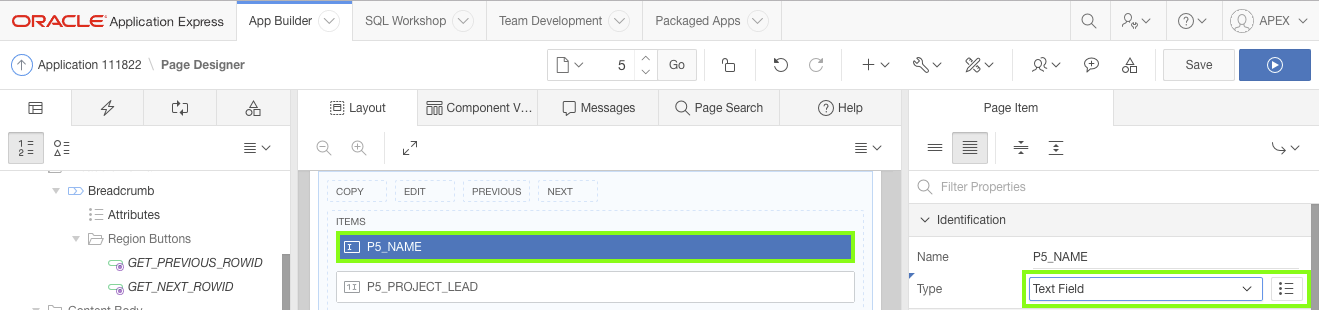 ORACLE Application Express App Builder SQL Workshop Team Development Packaged Apps APEX
Application 111822 \ Page Designer 5 Go Save
Layout Component V... Messages Page Search Help Page Item
Breadcrumb
Attributes
Region Buttons
GET_PREVIOUS_ROWID
GET_NEXT_ROWID
COPY EDIT PREVIOUS NEXT
ITEMS
P5_NAME
P5_PROJECT_LEAD
Filter Properties
Identification
Name P5_NAME
Type Text Field